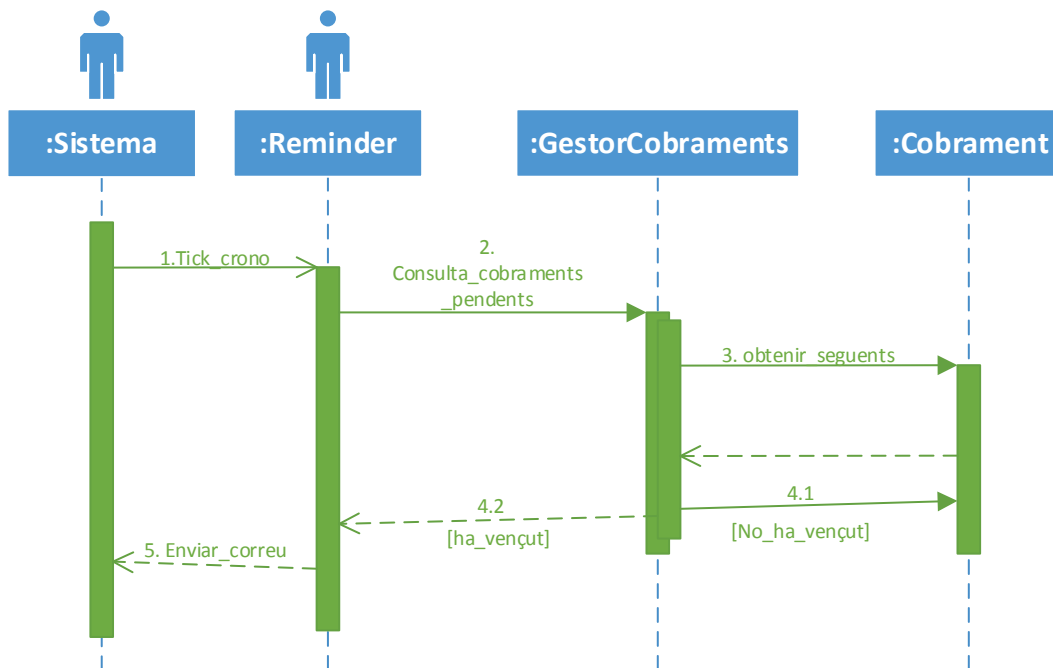 :Sistema
:Reminder
:GestorCobraments
:Cobrament
1.Tick_crono
2.
Consulta_cobraments
_pendents
3. obtenir_seguents
4.2
[ha_vençut]
4.1
[No_ha_vençut]
5. Enviar_correu